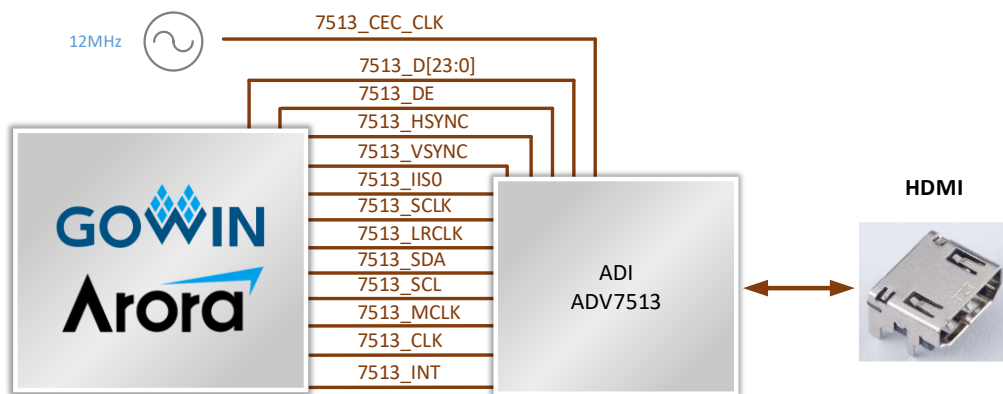 7513_CEC_CLK
12MHz
7513_D[23:0]
7513_DE
7513_HSYNC
7513_VSYNC
7513_IIS0
7513_SCLK
7513_LRCLK
7513_SDA
7513_SCL
7513_MCLK
7513_CLK
7513_INT
GOWIN
Arora
ADI
ADV7513
HDMI